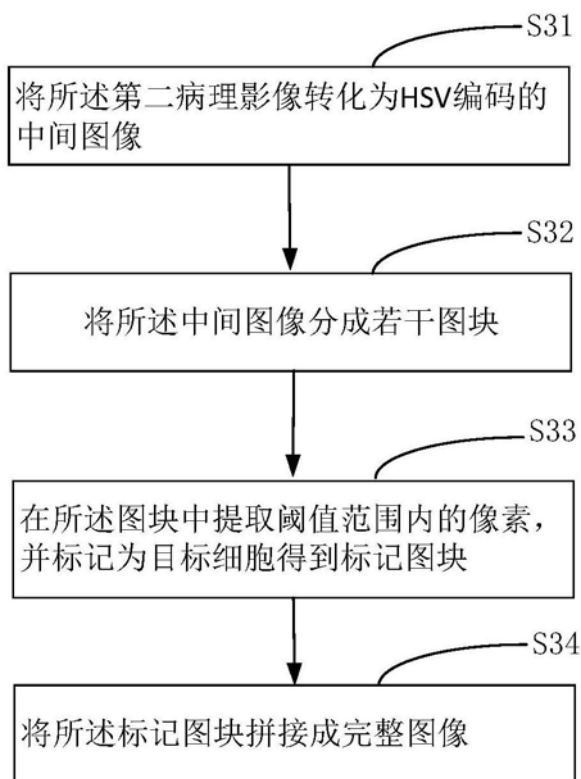 S31
将所述第二病理影像转化为HSV编码的
中间图像
S32
将所述中间图像分成若干图块
S33
在所述图块中提取阈值范围内的像素，
并标记为目标细胞得到标记图块
S34
将所述标记图块拼接成完整图像